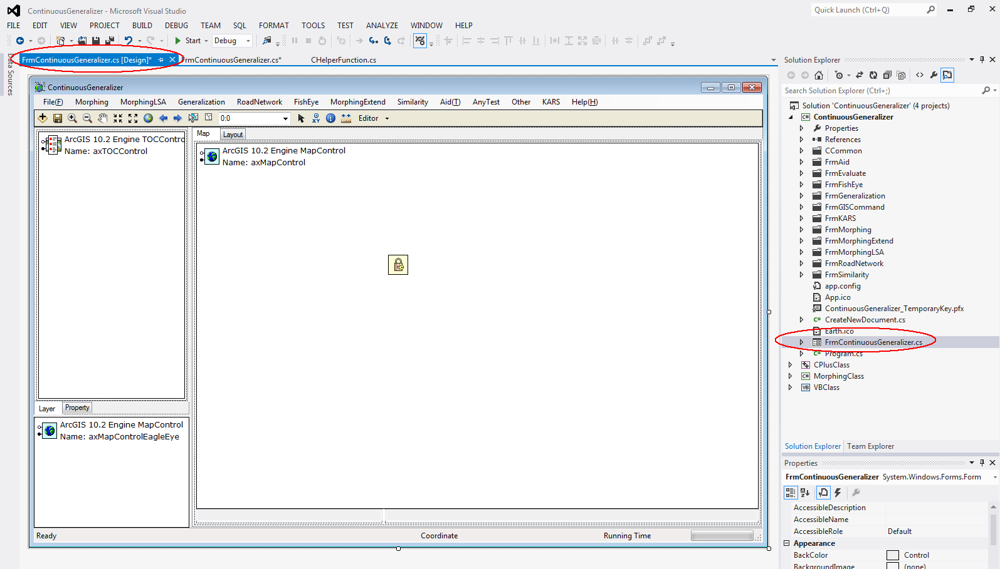 ContinuousGeneralizer - Microsoft Visual Studio
Quick Launch (Ctrl+Q)
FILE EDIT VIEW PROJECT BUILD DEBUG TEAM SQL FORMAT TOOLS TEST ANALYZE WINDOW HELP
Start Debug
Data Sources
FrmContinuousGeneralizer.cs [Design]* FrmContinuousGeneralizer.cs* CHelperFunction.cs
ContinuousGeneralizer
File(F) Morphing MorphingLSA Generalization RoadNetwork FishEye MorphingExtend Similarity Aid(T) AnyTest Other KARS Help(H)
0:0 XY Editor
ArcGIS 10.2 Engine TOCContro
Name: axTOCControl
Map Layout
ArcGIS 10.2 Engine MapControl
Name: axMapControl
Layer Property
ArcGIS 10.2 Engine MapControl
Name: axMapControlEagleEye
Ready Coordinate Running Time
Solution Explorer
Search Solution Explorer (Ctrl+;)
Solution 'ContinuousGeneralizer' (4 projects)
C# ContinuousGeneralizer
Properties
References
CCommon
FrmAid
FrmEvaluate
FrmFishEye
FrmGeneralization
FrmGISCommand
FrmKARS
FrmMorphing
FrmMorphingExtend
FrmMorphingLSA
FrmRoadNetwork
FrmSimilarity
app.config
App.ico
ContinuousGeneralizer_TemporaryKey.pfx
C# CreateNewDocument.cs
Earth.ico
FrmContinuousGeneralizer.cs
C# Program.cs
CPlusClass
C# MorphingClass
VB VBClass
Solution Explorer Team Explorer
Properties
FrmContinuousGeneralizer System.Windows.Forms.Form
AccessibleDescription
AccessibleName
AccessibleRole Default
Appearance
BackColor Control
BackgroundImage (none)